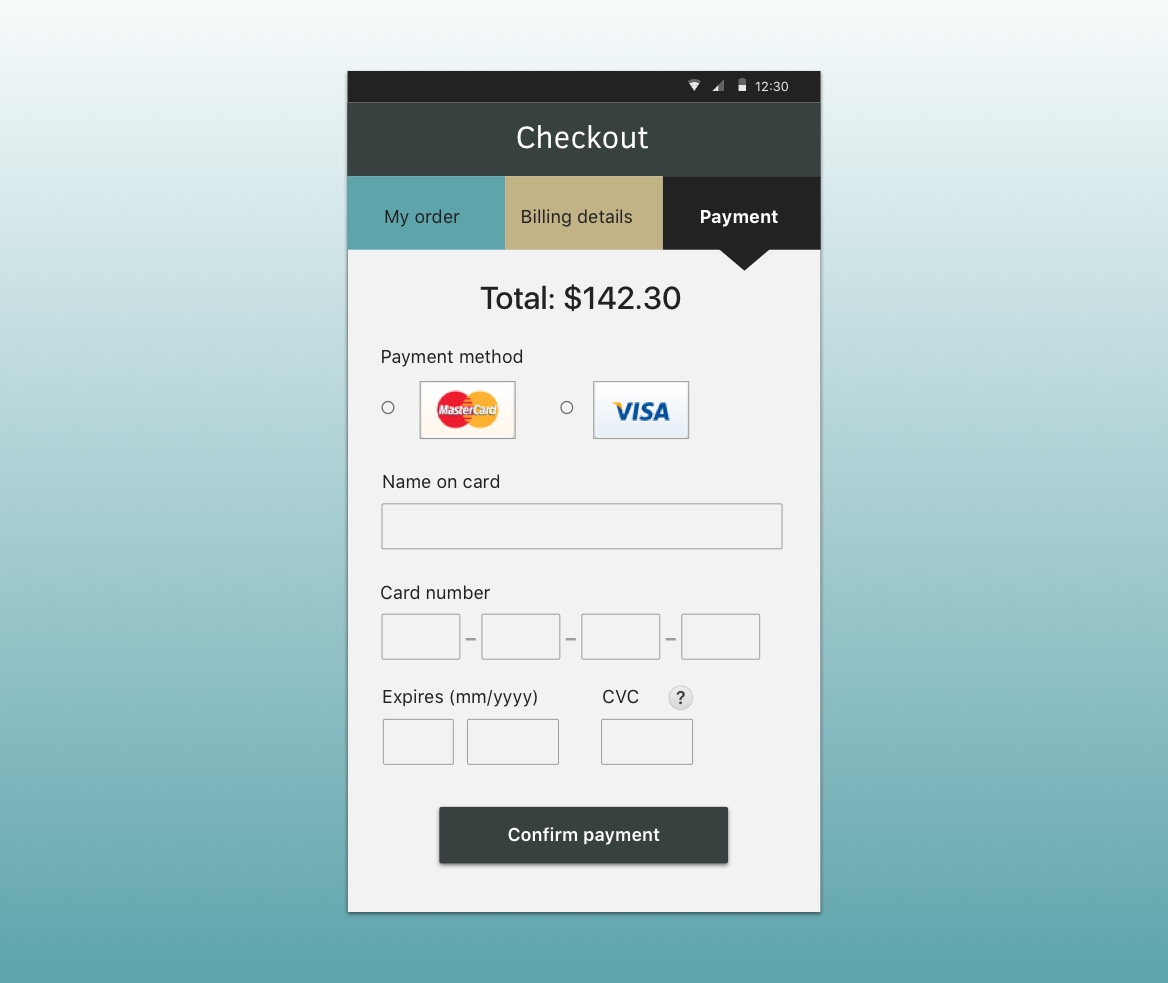 12:30
Checkout
My order Billing details Payment
Total: $142.30
Payment method
MasterCard VISA
Name on card
Card number
– – –
Expires (mm/yyyy) CVC ?
Confirm payment